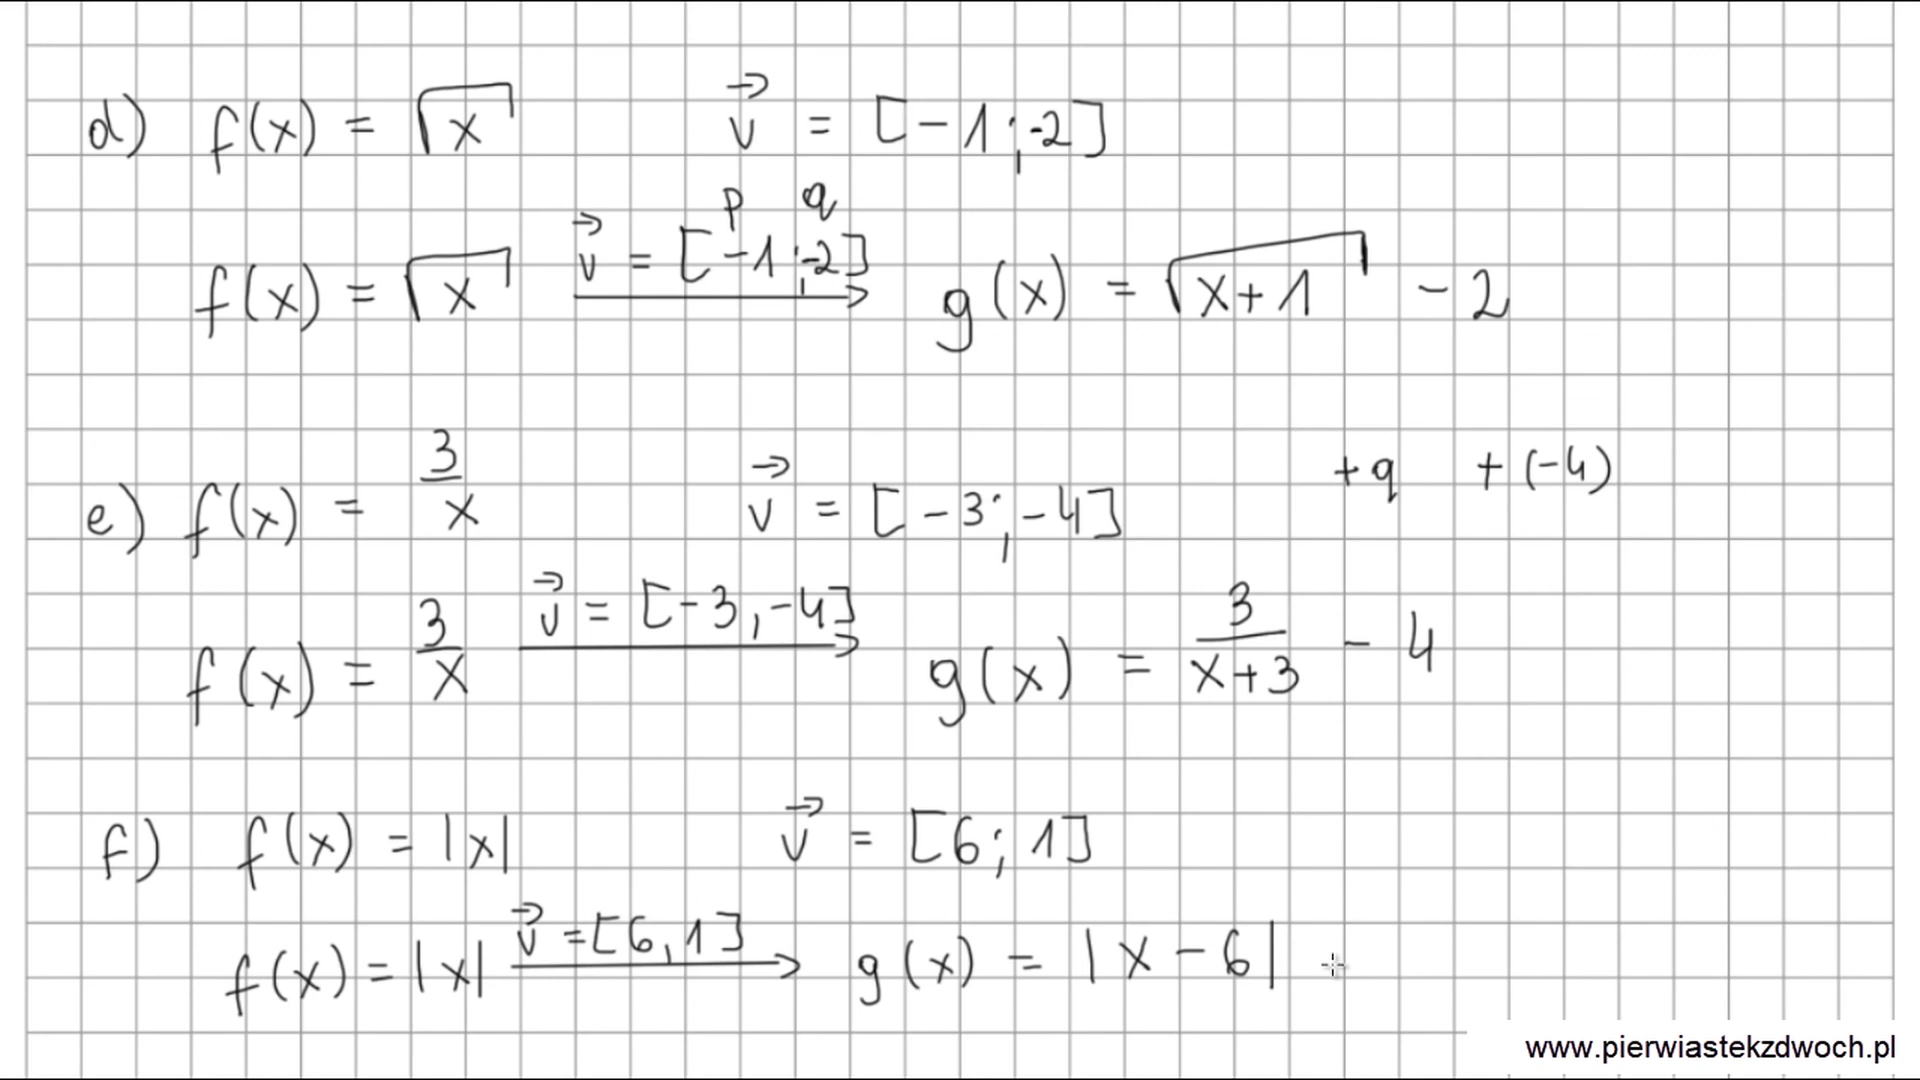 d) f(x) = √x    v⃗ = [-1;-2]
p q
f(x) = √x  v⃗ = [-1;-2] →  g(x) = √(x+1) - 2
+q  +(-4)
e) f(x) = 3/x    v⃗ = [-3;-4]
f(x) = 3/x  v⃗ = [-3,-4] →  g(x) = 3/(x+3) - 4
f) f(x) = |x|    v⃗ = [6;1]
f(x) = |x|  v⃗ = [6,1] →  g(x) = |x-6|
www.pierwiastekzdwoch.pl